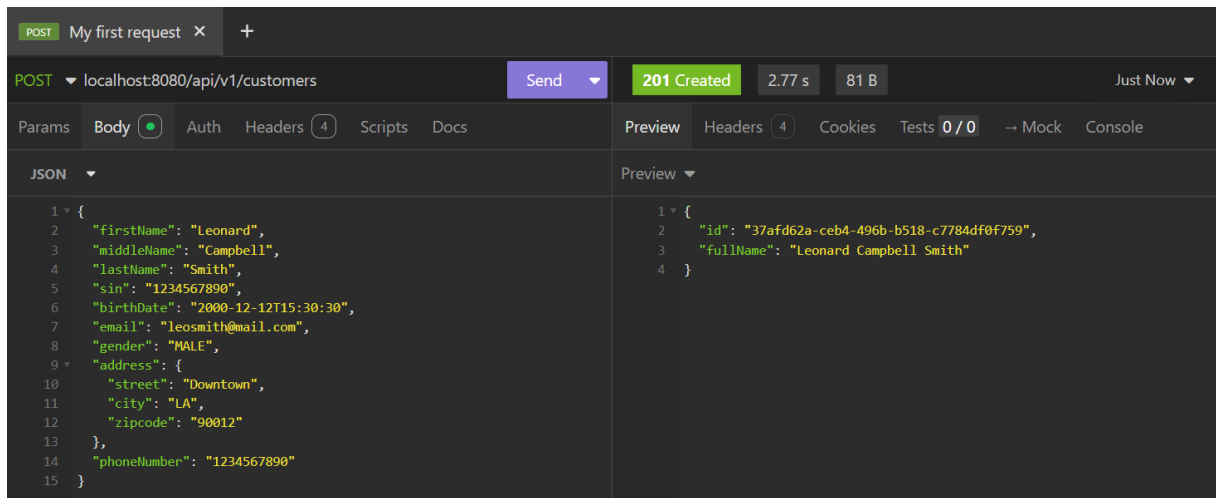 POST My first request × +
POST localhost:8080/api/v1/customers Send
201 Created 2.77 s 81 B Just Now
Params Body Auth Headers 4 Scripts Docs
Preview Headers 4 Cookies Tests 0 / 0 → Mock Console
JSON
Preview
1 {
2 "firstName": "Leonard",
3 "middleName": "Campbell",
4 "lastName": "Smith",
5 "sin": "1234567890",
6 "birthDate": "2000-12-12T15:30:30",
7 "email": "leosmith@mail.com",
8 "gender": "MALE",
9 "address": {
10 "street": "Downtown",
11 "city": "LA",
12 "zipcode": "90012"
13 },
14 "phoneNumber": "1234567890"
15 }
1 {
2 "id": "37afd62a-ceb4-496b-b518-c7784df0f759",
3 "fullName": "Leonard Campbell Smith"
4 }